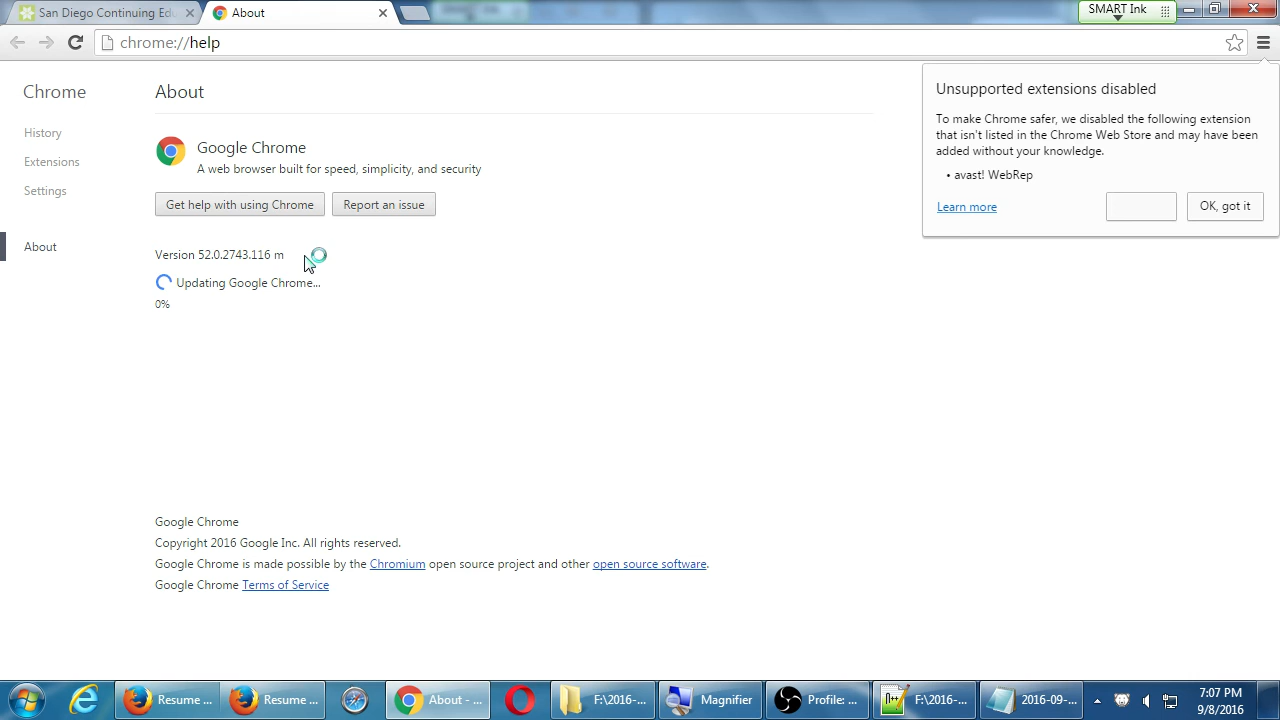 San Diego Continuing Edu
About
SMART Ink
chrome://help
Chrome
History
Extensions
Settings
About
About
Google Chrome
A web browser built for speed, simplicity, and security
Get help with using Chrome
Report an issue
Version 52.0.2743.116 m
Updating Google Chrome...
0%
Unsupported extensions disabled
To make Chrome safer, we disabled the following extension
that isn't listed in the Chrome Web Store and may have been
added without your knowledge.
• avast! WebRep
Learn more
OK, got it
Google Chrome
Copyright 2016 Google Inc. All rights reserved.
Google Chrome is made possible by the Chromium open source project and other open source software.
Google Chrome Terms of Service
Resume ...
Resume ...
About - ...
F:\2016-...
Magnifier
Profile: ...
F:\2016-...
2016-09-...
7:07 PM
9/8/2016